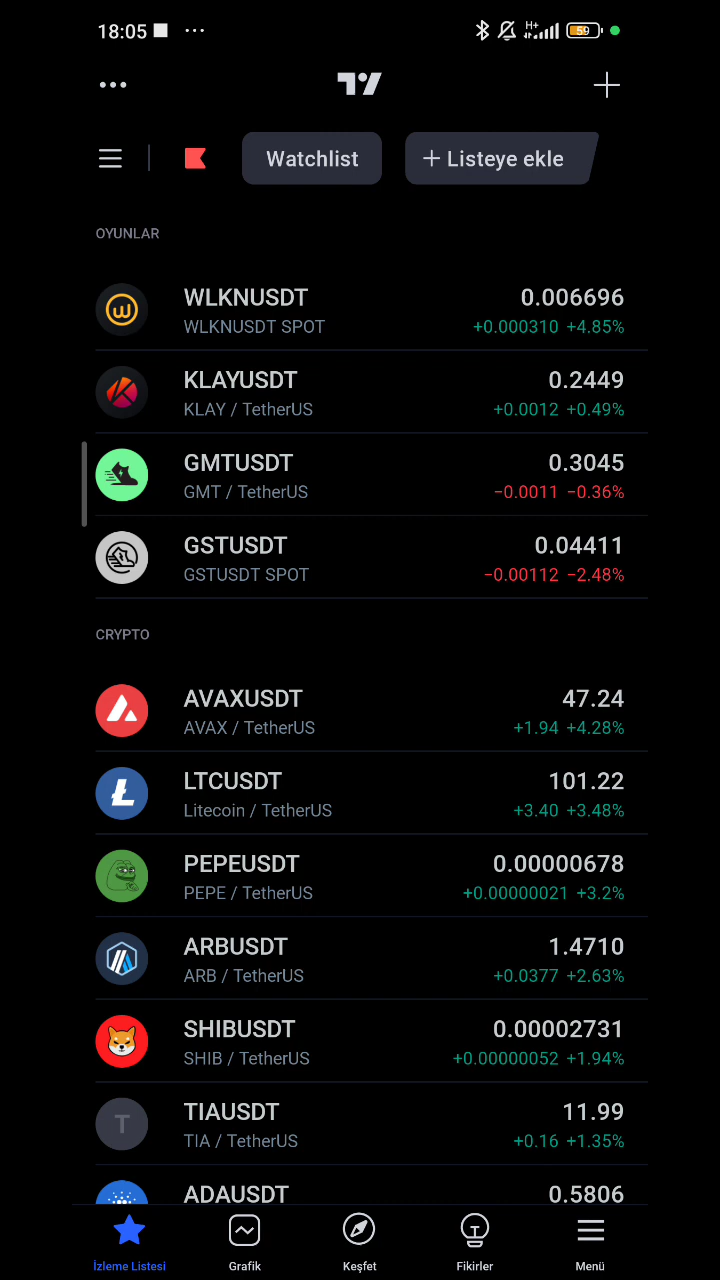 18:05
H+
59
Watchlist
+ Listeye ekle
OYUNLAR
WLKNUSDT 0.006696
WLKNUSDT SPOT +0.000310 +4.85%
KLAYUSDT 0.2449
KLAY / TetherUS +0.0012 +0.49%
GMTUSDT 0.3045
GMT / TetherUS −0.0011 −0.36%
GSTUSDT 0.04411
GSTUSDT SPOT −0.00112 −2.48%
CRYPTO
AVAXUSDT 47.24
AVAX / TetherUS +1.94 +4.28%
LTCUSDT 101.22
Litecoin / TetherUS +3.40 +3.48%
PEPEUSDT 0.00000678
PEPE / TetherUS +0.00000021 +3.2%
ARBUSDT 1.4710
ARB / TetherUS +0.0377 +2.63%
SHIBUSDT 0.00002731
SHIB / TetherUS +0.00000052 +1.94%
T
TIAUSDT 11.99
TIA / TetherUS +0.16 +1.35%
ADAUSDT 0.5806
İzleme Listesi
Grafik
Keşfet
Fikirler
Menü